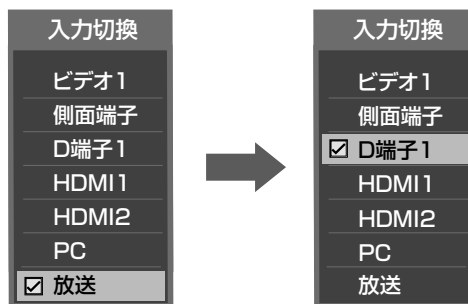 入力切換
ビデオ1
側面端子
D端子1
HDMI1
HDMI2
PC
放送
入力切換
ビデオ1
側面端子
D端子1
HDMI1
HDMI2
PC
放送